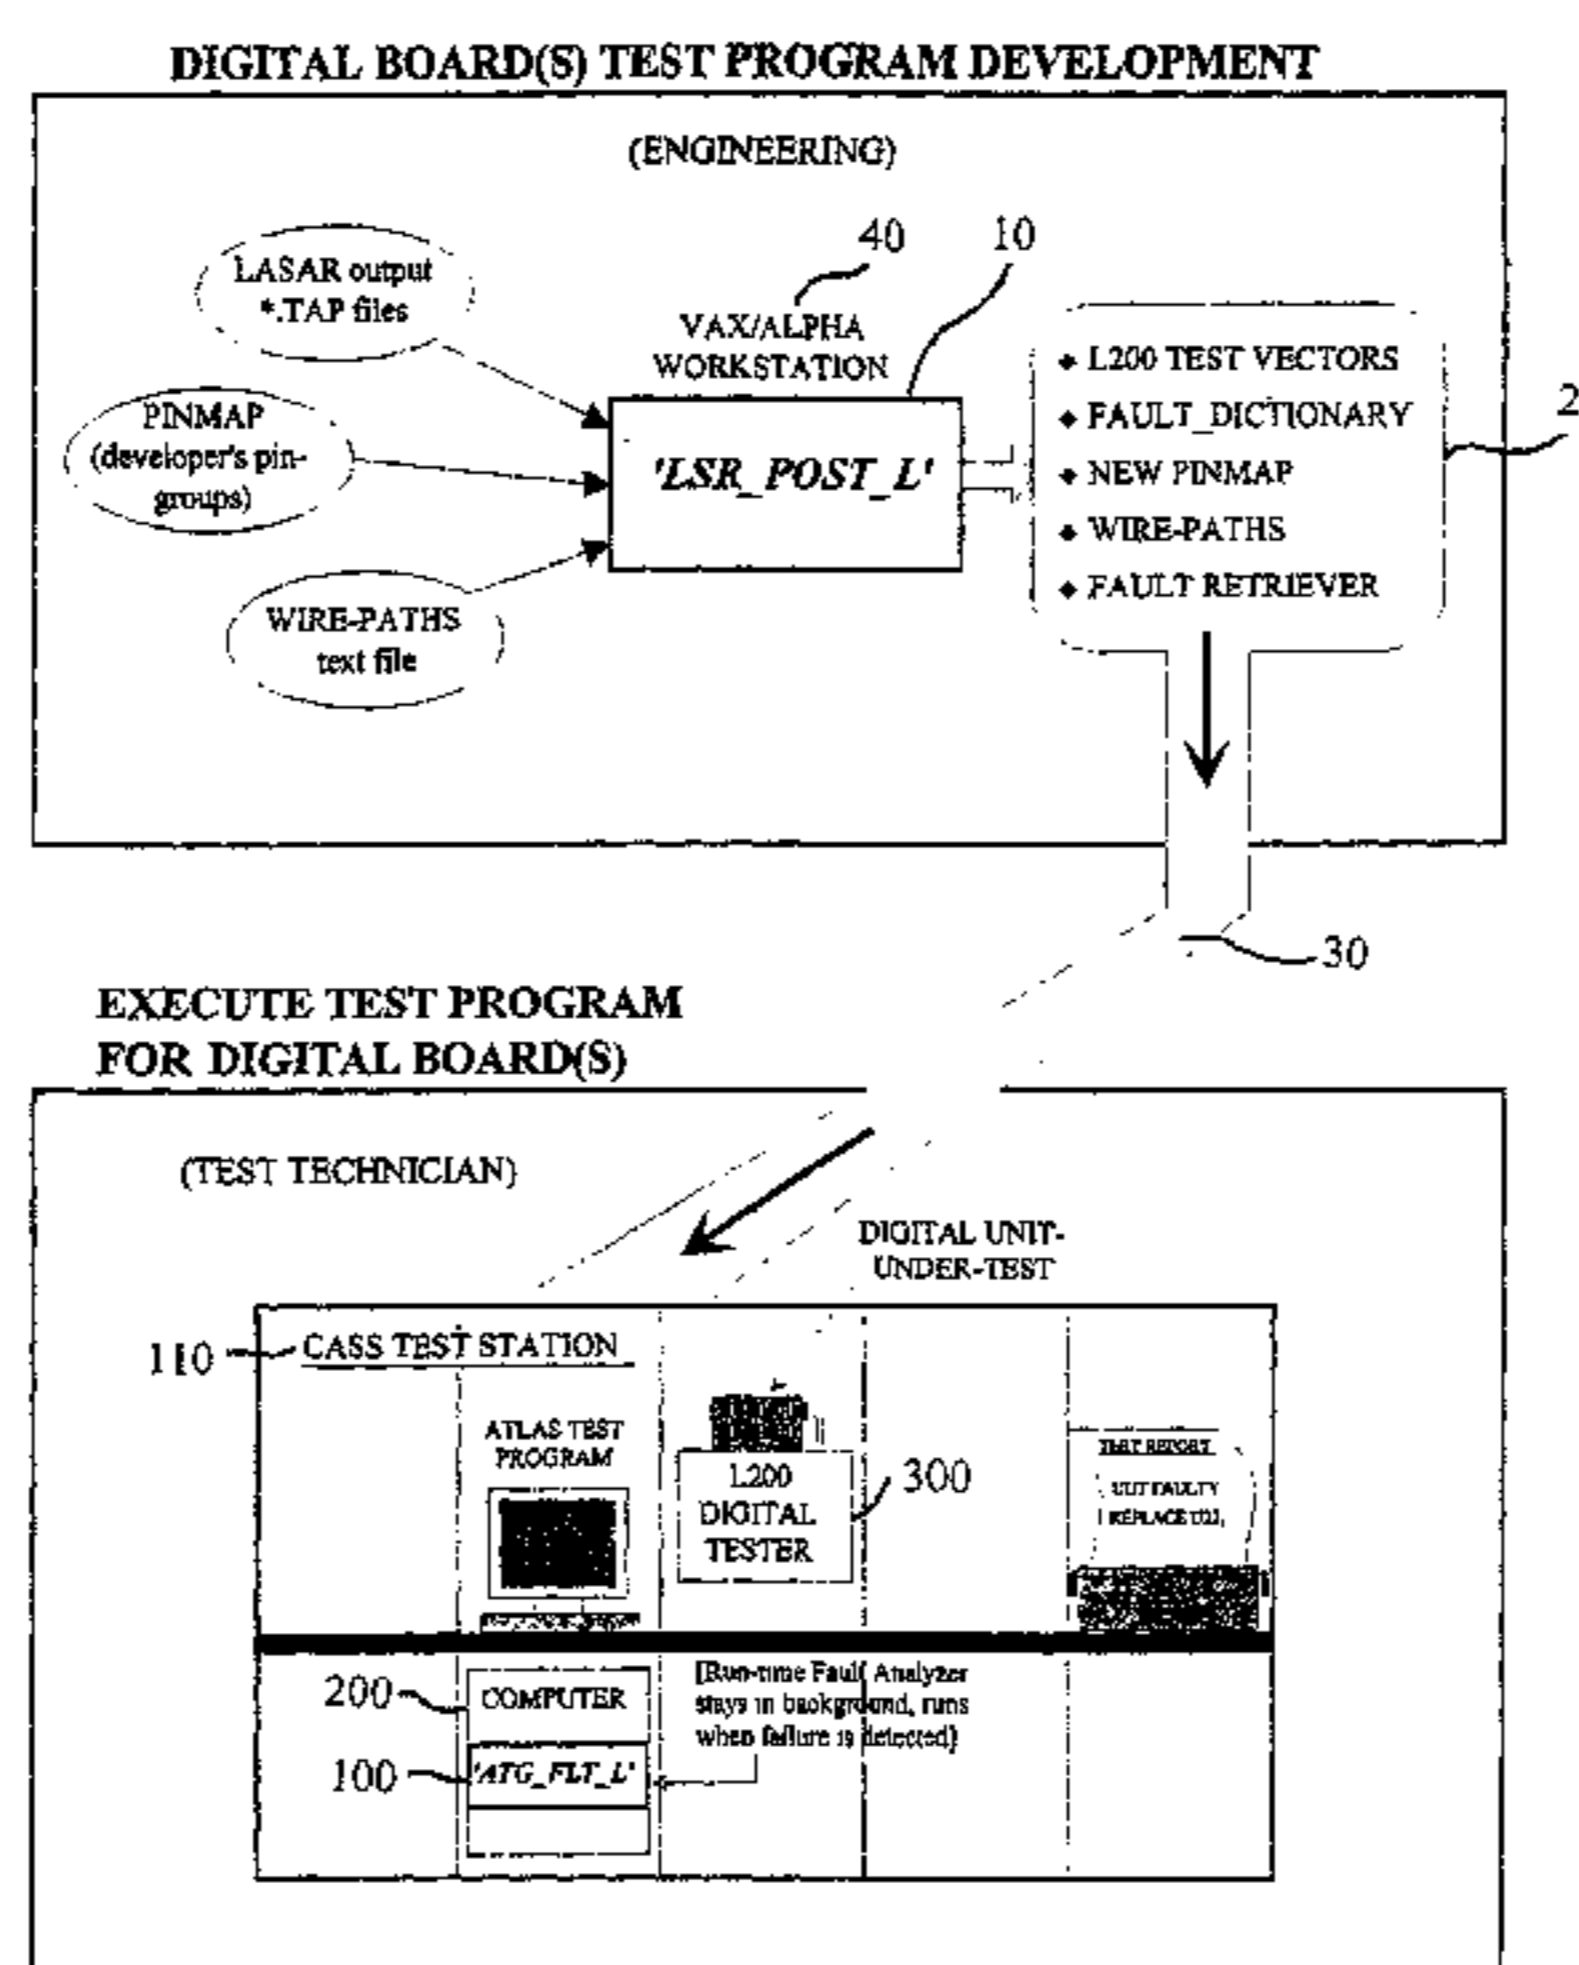 DIGITAL BOARD(S) TEST PROGRAM DEVELOPMENT
(ENGINEERING)
40
10
LASAR output
*.TAP files
VAX/ALPHA
WORKSTATION
PINMAP
(developer's pin-
groups)
'LSR_POST_L'
WIRE-PATHS
text file
◆ L200 TEST VECTORS
◆ FAULT_DICTIONARY
◆ NEW PINMAP
◆ WIRE-PATHS
◆ FAULT RETRIEVER
2
30
EXECUTE TEST PROGRAM
FOR DIGITAL BOARD(S)
(TEST TECHNICIAN)
DIGITAL UNIT-
UNDER-TEST
110
CASS TEST STATION
ATLAS TEST
PROGRAM
L200
DIGITAL
TESTER
300
TEST REPORT
UUT FAULTY
REPLACE
200
COMPUTER
100
'ATG_FLT_L'
[Run-time Fault Analyzer
stays in background, runs
when failure is detected]